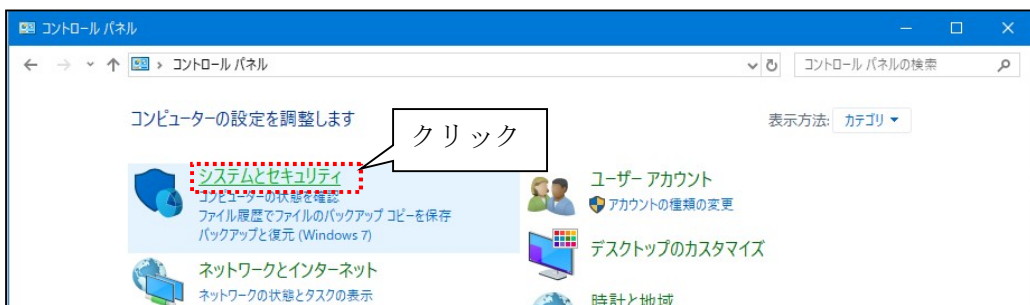 コントロール パネル
コントロール パネル
コントロール パネルの検索
コンピューターの設定を調整します
クリック
表示方法: カテゴリ
システムとセキュリティ
コンピューターの状態を確認
ファイル履歴でファイルのバックアップ コピーを保存
バックアップと復元 (Windows 7)
ネットワークとインターネット
ネットワークの状態とタスクの表示
ユーザー アカウント
アカウントの種類の変更
デスクトップのカスタマイズ
時計と地域